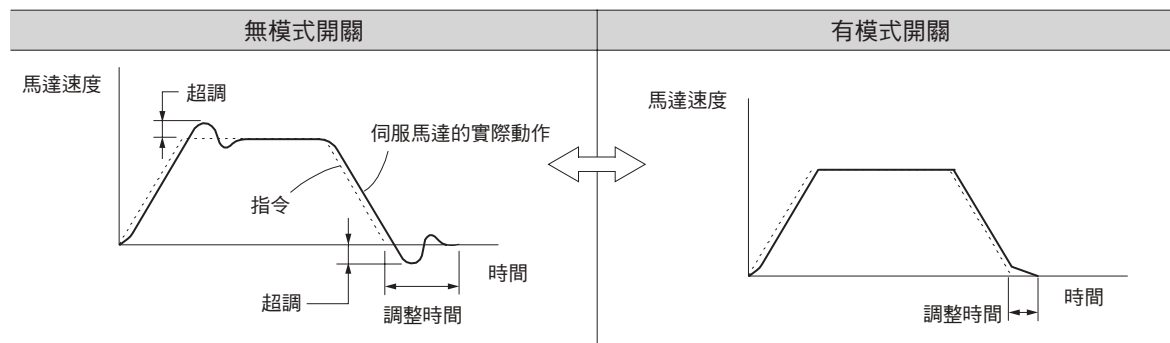 無模式開關
有模式開關
馬達速度
超調
伺服馬達的實際動作
指令
時間
超調
調整時間
馬達速度
時間
調整時間